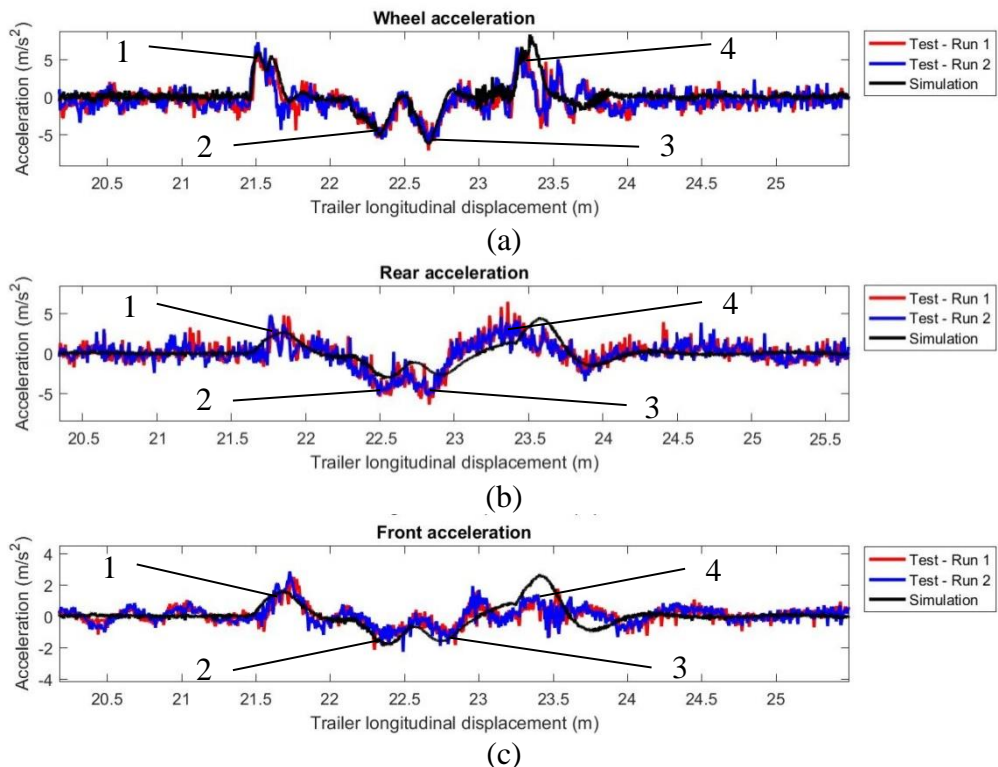 Wheel acceleration
Acceleration (m/s²)
5
0
-5
1
2
3
4
20.5 21 21.5 22 22.5 23 23.5 24 24.5 25
Trailer longitudinal displacement (m)
Test - Run 1
Test - Run 2
Simulation
(a)
Rear acceleration
Acceleration (m/s²)
5
0
-5
1
2
3
4
20.5 21 21.5 22 22.5 23 23.5 24 24.5 25 25.5
Trailer longitudinal displacement (m)
Test - Run 1
Test - Run 2
Simulation
(b)
Front acceleration
Acceleration (m/s²)
4
2
0
-2
-4
1
2
3
4
20.5 21 21.5 22 22.5 23 23.5 24 24.5 25
Trailer longitudinal displacement (m)
Test - Run 1
Test - Run 2
Simulation
(c)